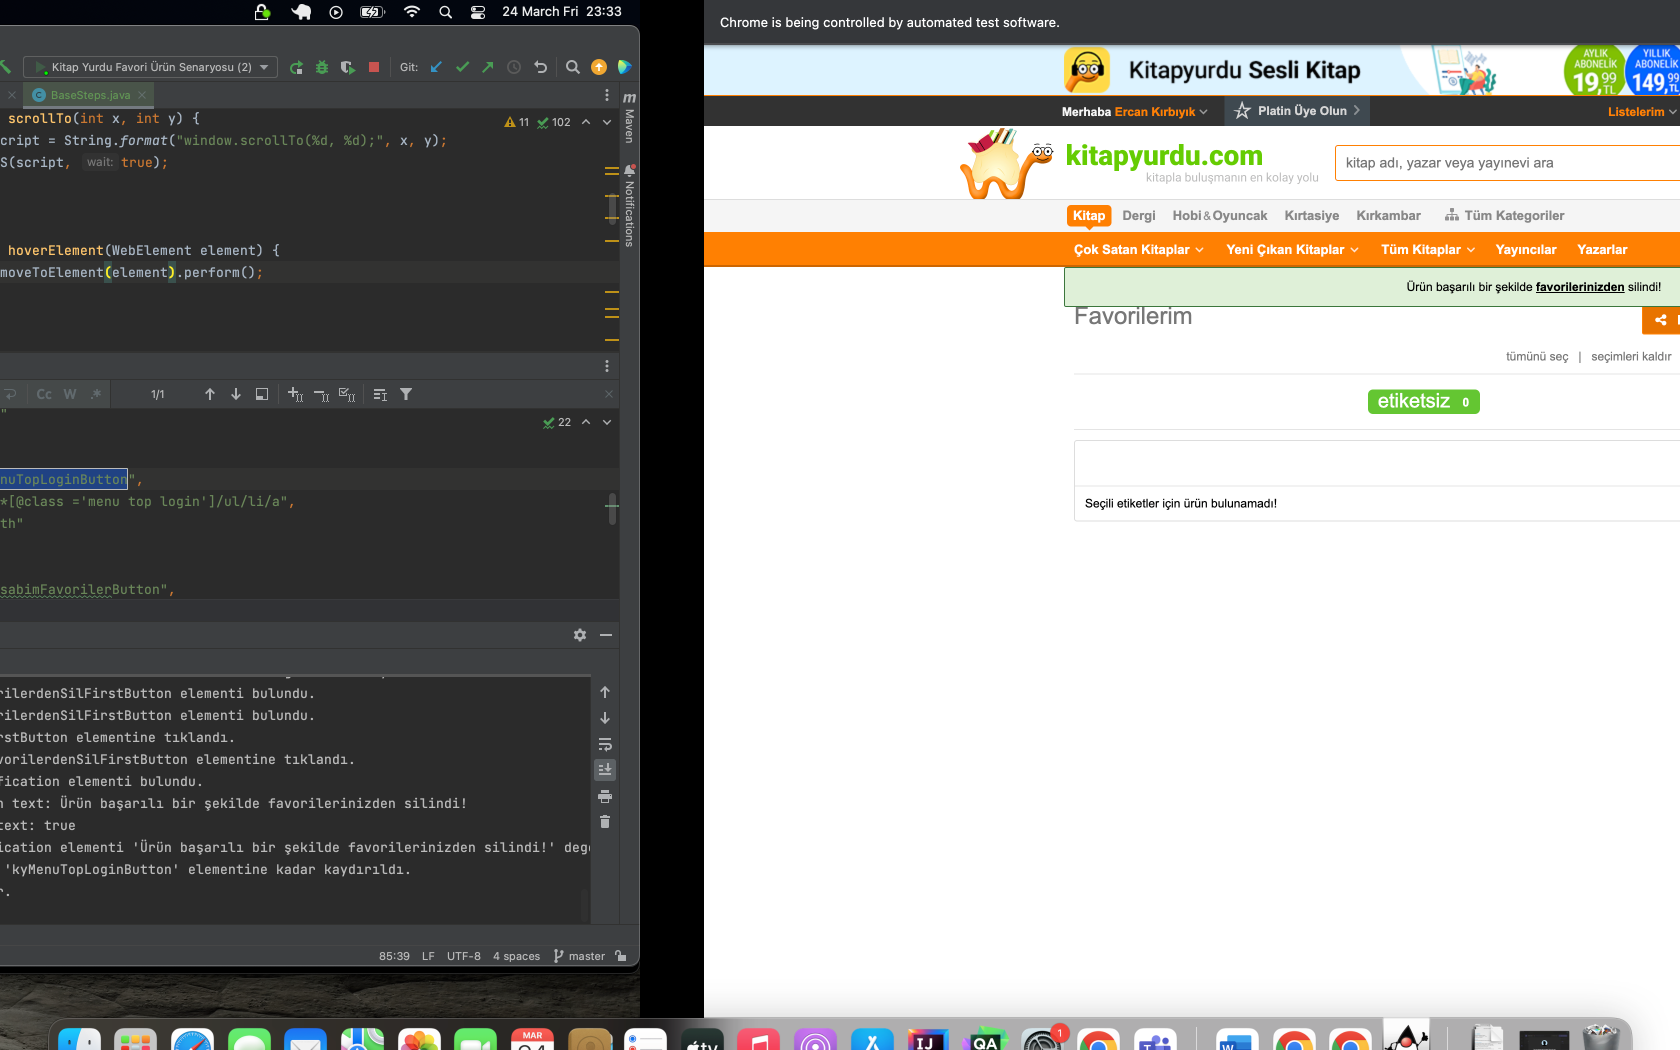 24 March Fri 23:33
Kitap Yurdu Favori Ürün Senaryosu (2)
Git:
BaseSteps.java
m
Maven
Notifications
11
102
scrollTo(int x, int y) {
cript = String.format("window.scrollTo(%d, %d);", x, y);
S(script, wait: true);
hoverElement(WebElement element) {
moveToElement(element).perform();
Cc W .*
1/1
"
22
nuTopLoginButton",
*[@class ='menu top login']/ul/li/a",
th"
sabimFavorilerButton",
rilerdenSilFirstButton elementi bulundu.
rilerdenSilFirstButton elementi bulundu.
rstButton elementine tıklandı.
vorilerdenSilFirstButton elementine tıklandı.
fication elementi bulundu.
n text: Ürün başarılı bir şekilde favorilerinizden silindi!
text: true
ication elementi 'Ürün başarılı bir şekilde favorilerinizden silindi!' değe
'kyMenuTopLoginButton' elementine kadar kaydırıldı.
r.
85:39 LF UTF-8 4 spaces master
Chrome is being controlled by automated test software.
Kitapyurdu Sesli Kitap
AYLIK
ABONELİK
19,99
TL
YILLIK
ABONELİK
149,99
TL
Merhaba Ercan Kırbıyık
Platin Üye Olun
Listelerim
kitapyurdu.com
kitapla buluşmanın en kolay yolu
kitap adı, yazar veya yayınevi ara
Kitap Dergi Hobi&Oyuncak Kırtasiye Kırkambar Tüm Kategoriler
Çok Satan Kitaplar Yeni Çıkan Kitaplar Tüm Kitaplar Yayıncılar Yazarlar
Ürün başarılı bir şekilde favorilerinizden silindi!
Favorilerim
tümünü seç | seçimleri kaldır
etiketsiz 0
Seçili etiketler için ürün bulunamadı!
MAR
tv
IJ
QA
1
W